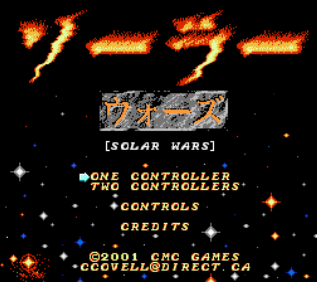 ソーラー
ウォーズ
[SOLAR WARS]
ONE CONTROLLER
TWO CONTROLLERS
CONTROLS
CREDITS
©2001 CMC GAMES
CCOVELL@DIRECT.CA